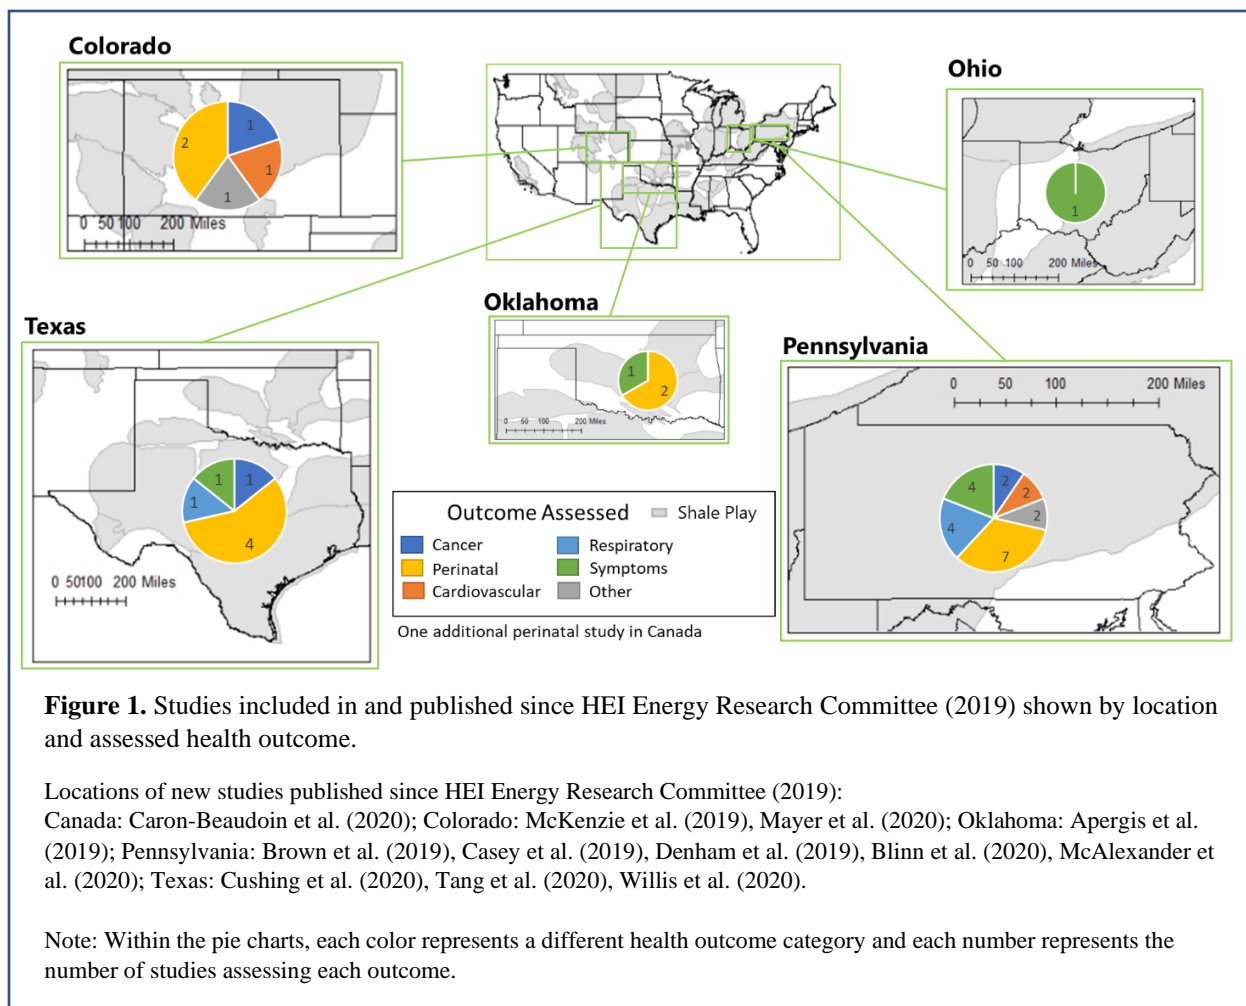 Colorado
2
1
1
1
0 50 100 200 Miles
Ohio
1
0 50 100 200 Miles
Texas
1
1
1
4
0 50 100 200 Miles
Oklahoma
1
2
0 50 100 200 Miles
Pennsylvania
0 50 100 200 Miles
4
2
2
2
4
7
Outcome Assessed
Shale Play
Cancer
Respiratory
Perinatal
Symptoms
Cardiovascular
Other
One additional perinatal study in Canada
Figure 1. Studies included in and published since HEI Energy Research Committee (2019) shown by location
and assessed health outcome.
Locations of new studies published since HEI Energy Research Committee (2019):
Canada: Caron-Beaudoin et al. (2020); Colorado: McKenzie et al. (2019), Mayer et al. (2020); Oklahoma: Apergis et al.
(2019); Pennsylvania: Brown et al. (2019), Casey et al. (2019), Denham et al. (2019), Blinn et al. (2020), McAlexander et
al. (2020); Texas: Cushing et al. (2020), Tang et al. (2020), Willis et al. (2020).
Note: Within the pie charts, each color represents a different health outcome category and each number represents the
number of studies assessing each outcome.